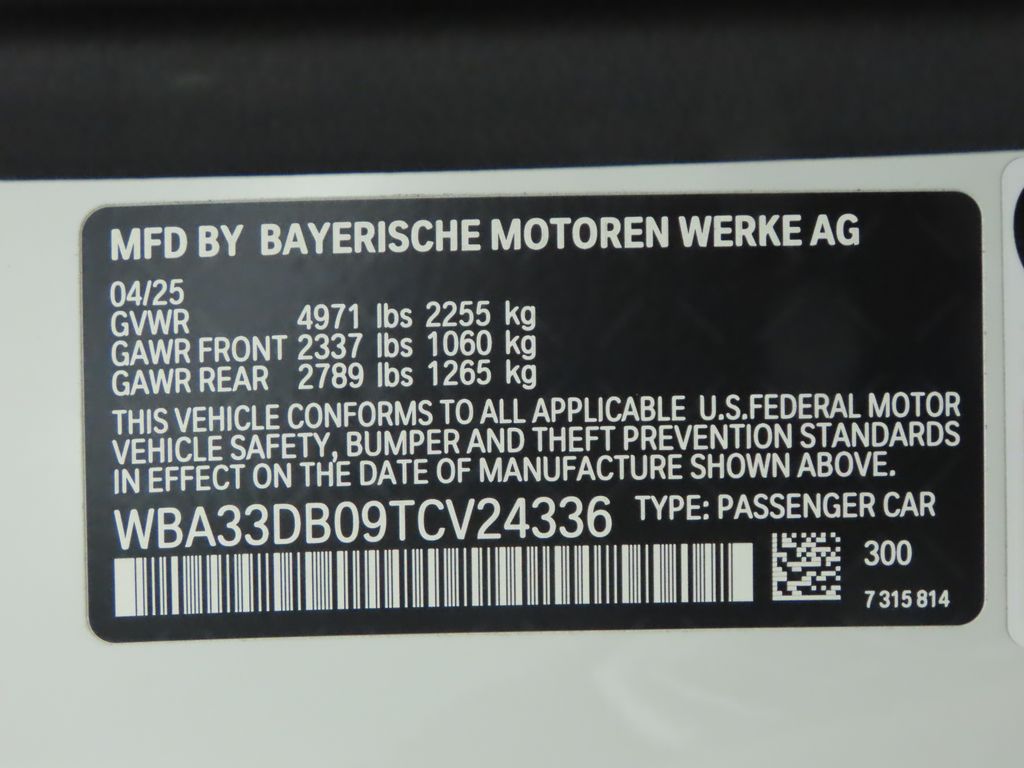 MFD BY BAYERISCHE MOTOREN WERKE AG
04/25
GVWR 4971 lbs 2255 kg
GAWR FRONT 2337 lbs 1060 kg
GAWR REAR 2789 lbs 1265 kg
THIS VEHICLE CONFORMS TO ALL APPLICABLE U.S.FEDERAL MOTOR
VEHICLE SAFETY, BUMPER AND THEFT PREVENTION STANDARDS
IN EFFECT ON THE DATE OF MANUFACTURE SHOWN ABOVE.
WBA33DB09TCV24336 TYPE: PASSENGER CAR
300
7 315 814